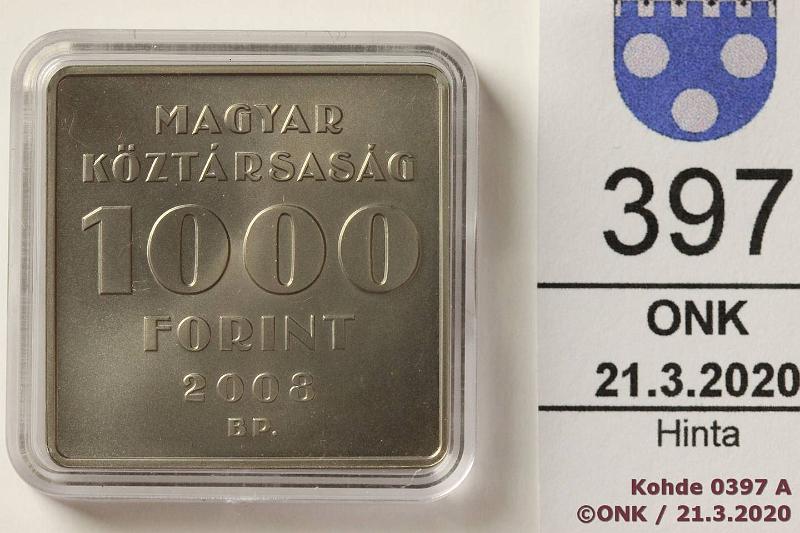 MAGYAR
KÖZTÁRSASÁG
1000
FORINT
2008
BP.
397
ONK
21.3.2020
Hinta
Kohde 0397 A
©ONK / 21.3.2020